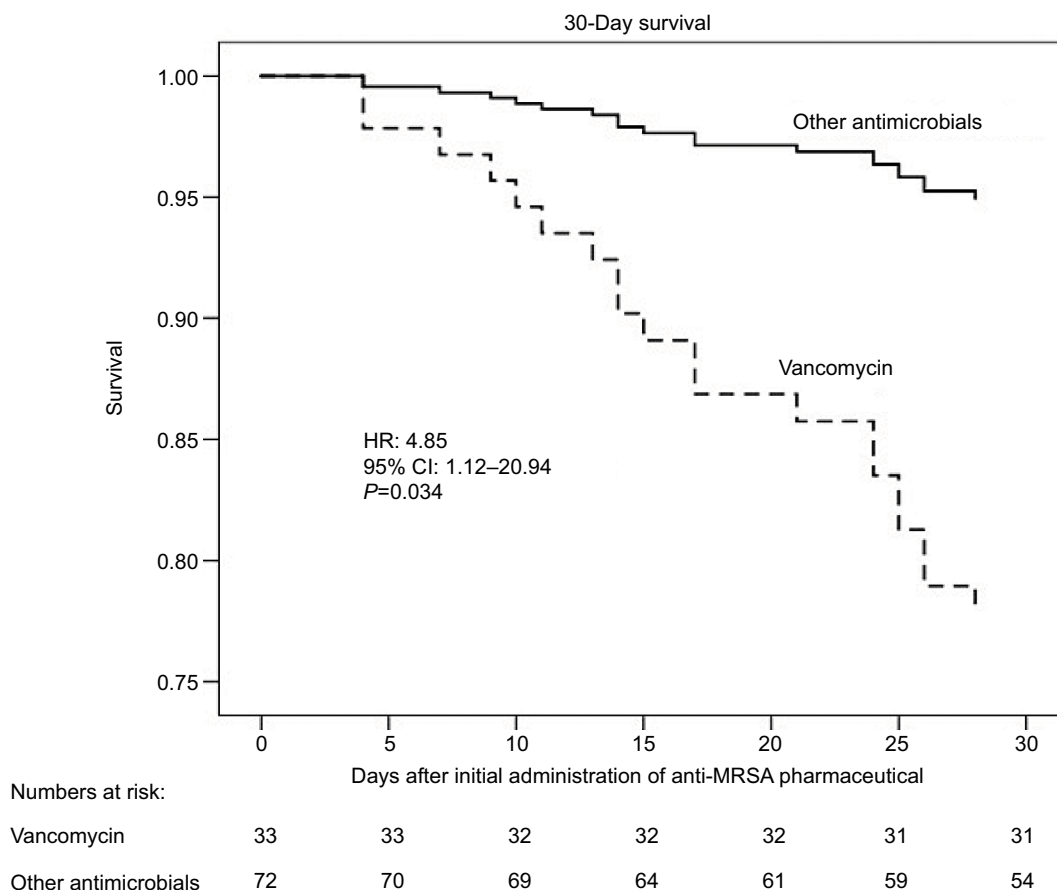 30-Day survival
1.00
0.95
0.90
0.85
0.80
0.75
Survival
Other antimicrobials
Vancomycin
HR: 4.85
95% CI: 1.12–20.94
P=0.034
0 5 10 15 20 25 30
Days after initial administration of anti-MRSA pharmaceutical
Numbers at risk:
Vancomycin 33 33 32 32 32 31 31
Other antimicrobials 72 70 69 64 61 59 54